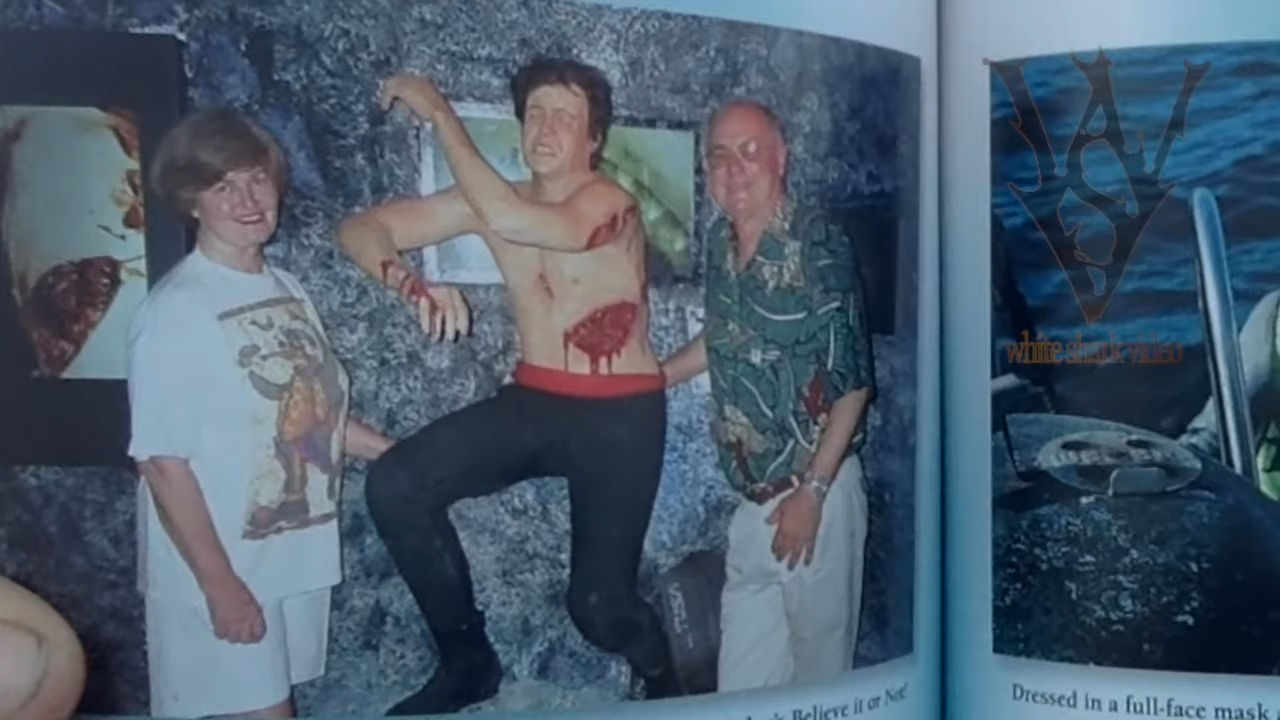 Believe it or Not!
Dressed in a full-face mask
white shark video